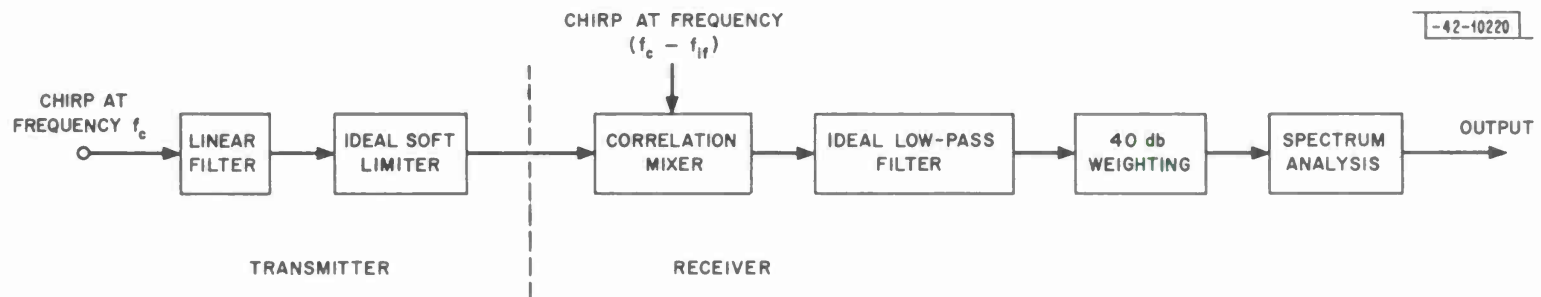 CHIRP AT FREQUENCY
(f_c – f_if)
-42-10220
CHIRP AT
FREQUENCY f_c
LINEAR
FILTER
IDEAL SOFT
LIMITER
CORRELATION
MIXER
IDEAL LOW-PASS
FILTER
40 db
WEIGHTING
SPECTRUM
ANALYSIS
OUTPUT
TRANSMITTER
RECEIVER